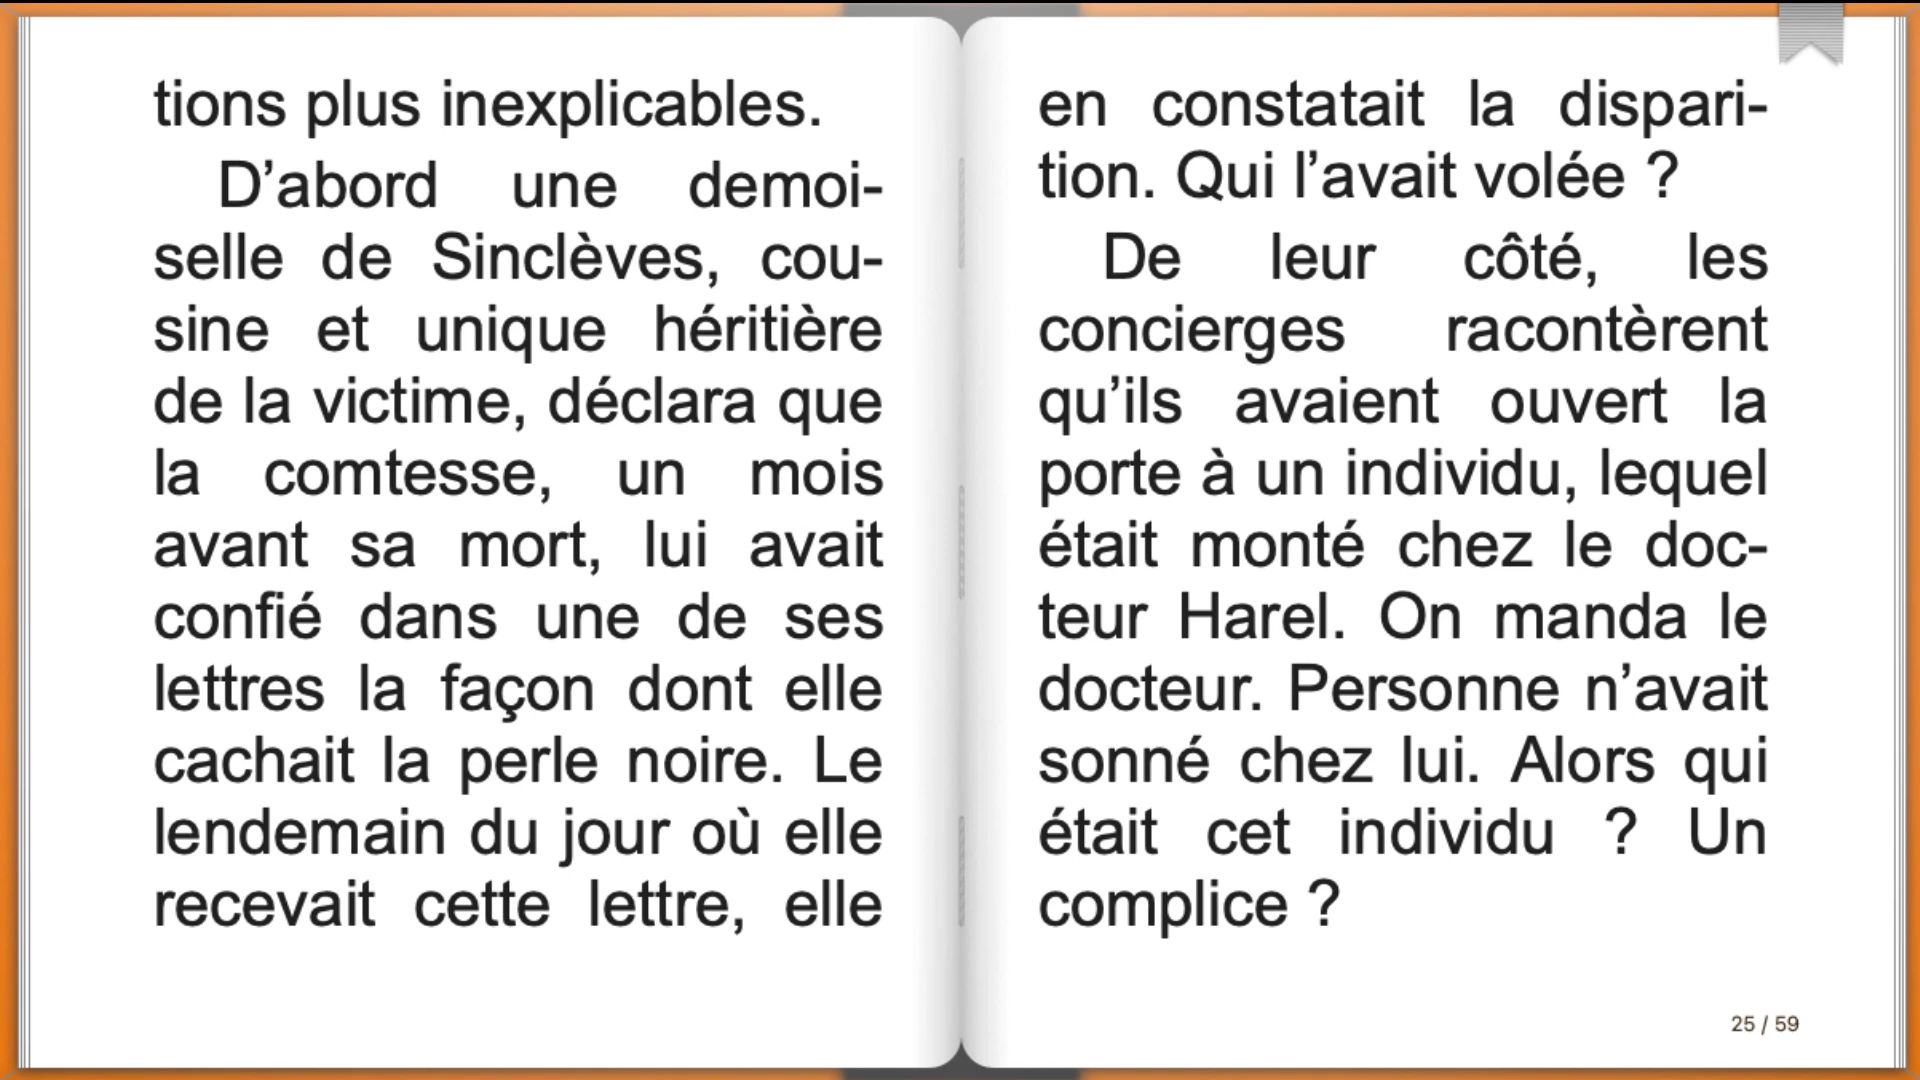 tions plus inexplicables.
D’abord une demoi-
selle de Sinclèves, cou-
sine et unique héritière
de la victime, déclara que
la comtesse, un mois
avant sa mort, lui avait
confié dans une de ses
lettres la façon dont elle
cachait la perle noire. Le
lendemain du jour où elle
recevait cette lettre, elle
en constatait la dispari-
tion. Qui l’avait volée ?
De leur côté, les
concierges racontèrent
qu’ils avaient ouvert la
porte à un individu, lequel
était monté chez le doc-
teur Harel. On manda le
docteur. Personne n’avait
sonné chez lui. Alors qui
était cet individu ? Un
complice ?
25 / 59